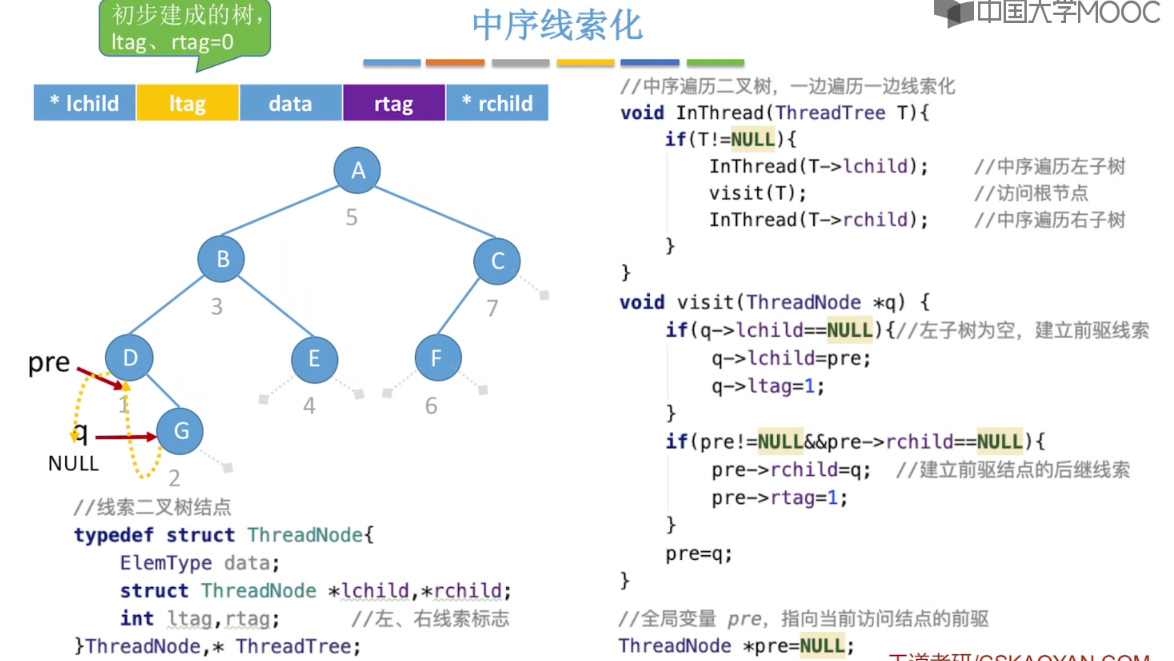 初步建成的树，
ltag、rtag=0
中序线索化
中国大学MOOC
* lchild ltag data rtag * rchild
A
5
B
3
C
7
D
1
E
4
F
6
pre
q
NULL
G
2
//线索二叉树结点
typedef struct ThreadNode{
ElemType data;
struct ThreadNode *lchild,*rchild;
int ltag,rtag; //左、右线索标志
}ThreadNode,* ThreadTree;
//中序遍历二叉树，一边遍历一边线索化
void InThread(ThreadTree T){
if(T!=NULL){
InThread(T->lchild); //中序遍历左子树
visit(T); //访问根节点
InThread(T->rchild); //中序遍历右子树
}
}
void visit(ThreadNode *q) {
if(q->lchild==NULL){//左子树为空，建立前驱线索
q->lchild=pre;
q->ltag=1;
}
if(pre!=NULL&&pre->rchild==NULL){
pre->rchild=q; //建立前驱结点的后继线索
pre->rtag=1;
}
pre=q;
}
//全局变量 pre，指向当前访问结点的前驱
ThreadNode *pre=NULL;
王道考研/CSKAOYAN.COM